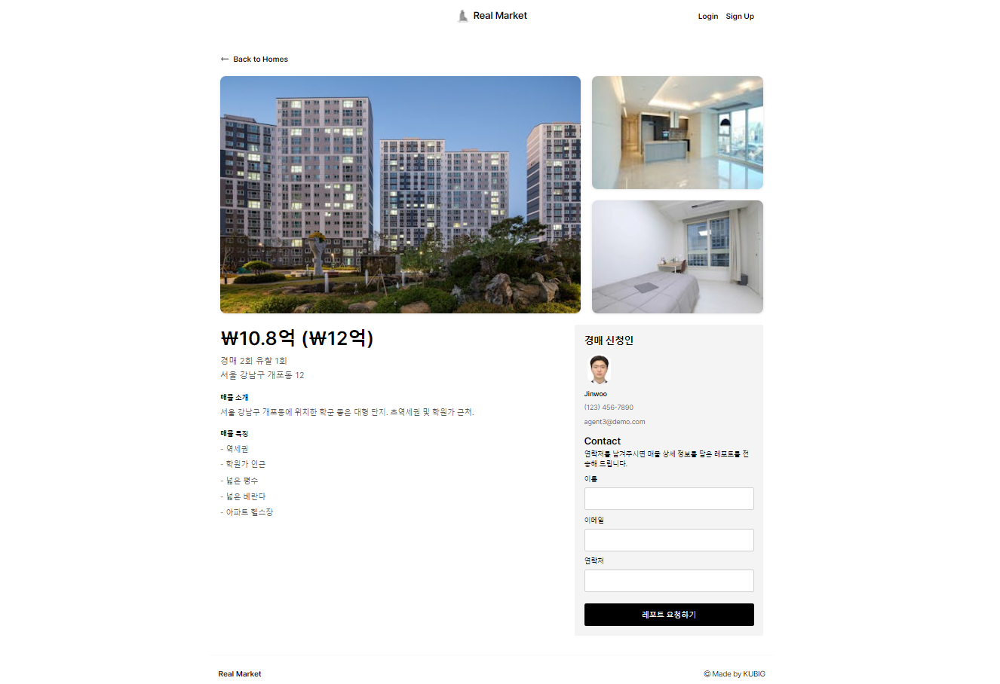 Real Market
Login
Sign Up
← Back to Homes
₩10.8억 (₩12억)
경매 2회 유찰 1회
서울 강남구 개포동 12
매물 소개
서울 강남구 개포동에 위치한 학군 좋은 대형 단지. 초역세권 및 학원가 근처.
매물 특징
- 역세권
- 학원가 인근
- 넓은 평수
- 넓은 베란다
- 아파트 헬스장
경매 신청인
Jinwoo
(123) 456-7890
agent3@demo.com
Contact
연락처를 남겨주시면 매물 상세 정보를 담은 레포트를 전
송해 드립니다.
이름
이메일
연락처
레포트 요청하기
Real Market
© Made by KUBIG